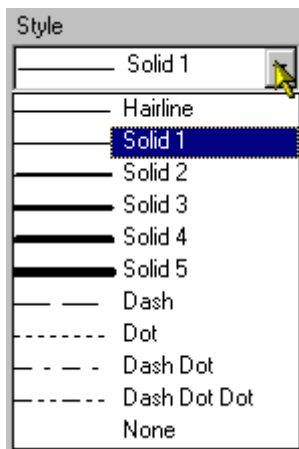 Style
Solid 1
Hairline
Solid 1
Solid 2
Solid 3
Solid 4
Solid 5
Dash
Dot
Dash Dot
Dash Dot Dot
None